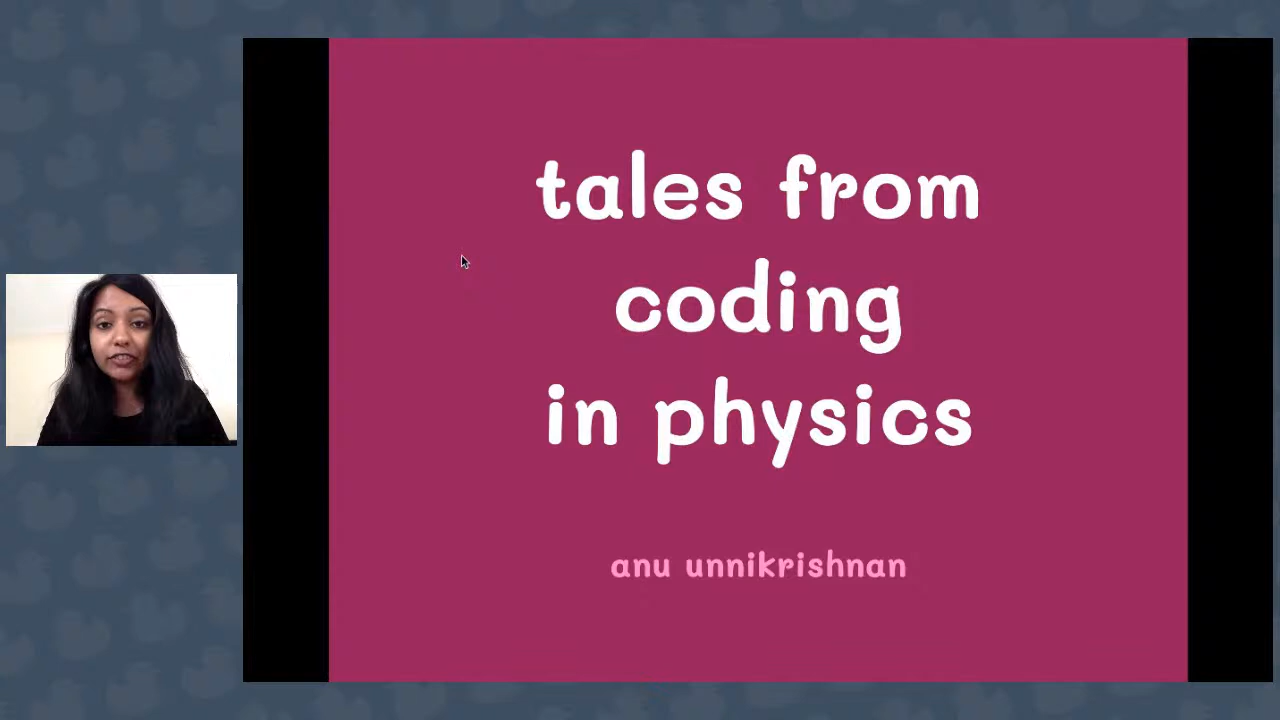 tales from
coding
in physics
anu unnikrishnan